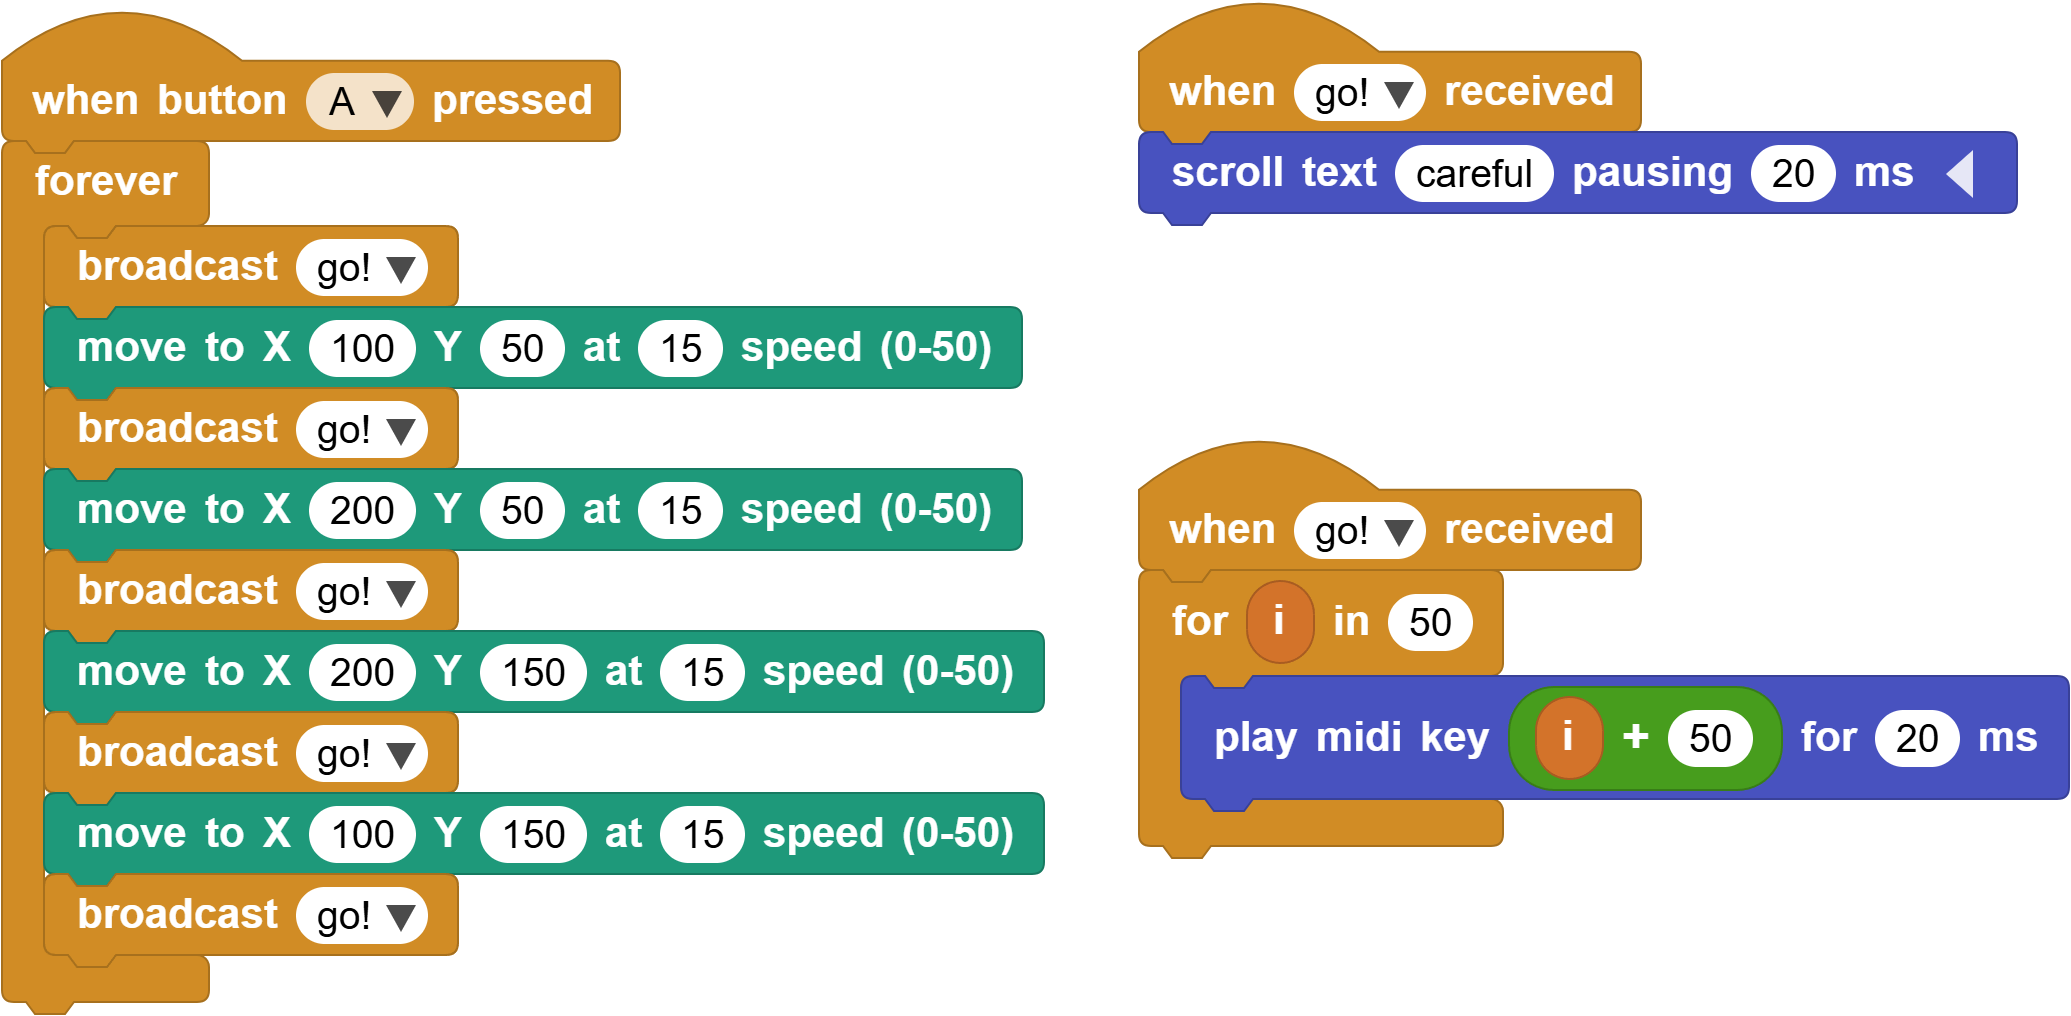 when button A pressed
forever
broadcast go!
move to X 100 Y 50 at 15 speed (0-50)
broadcast go!
move to X 200 Y 50 at 15 speed (0-50)
broadcast go!
move to X 200 Y 150 at 15 speed (0-50)
broadcast go!
move to X 100 Y 150 at 15 speed (0-50)
broadcast go!
when go! received
scroll text careful pausing 20 ms
when go! received
for i in 50
play midi key i + 50 for 20 ms